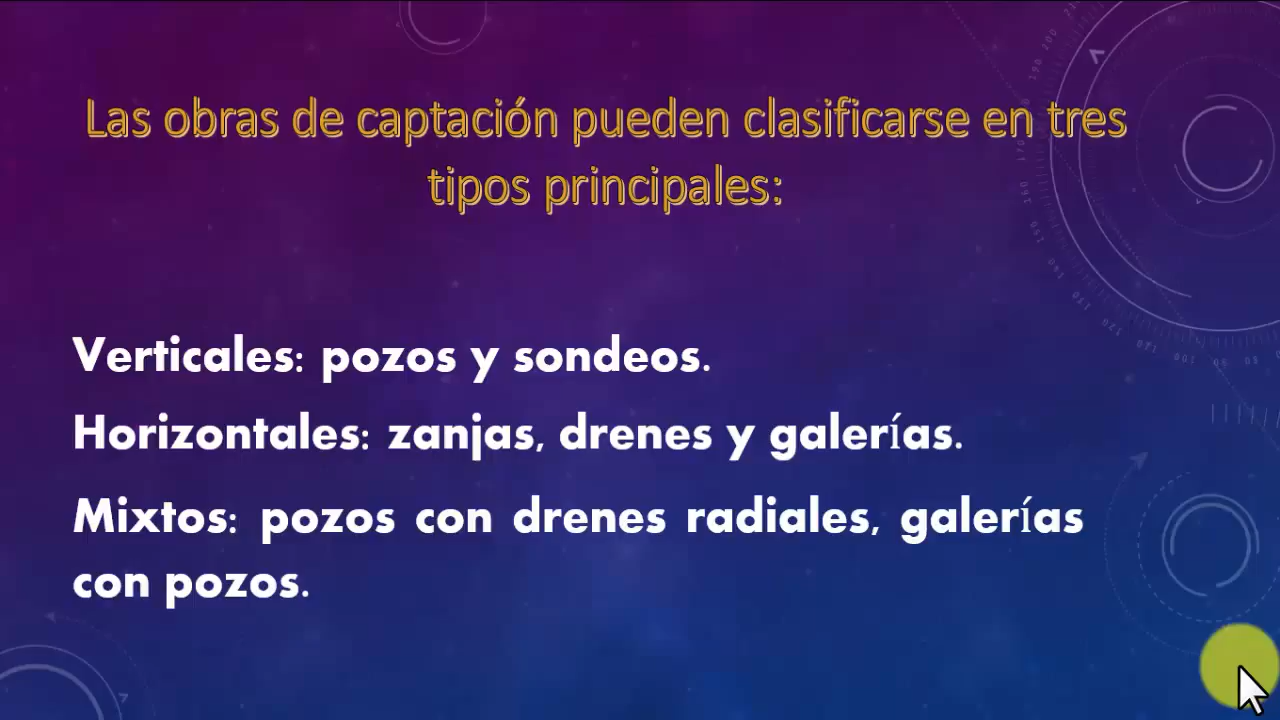 Las obras de captación pueden clasificarse en tres
tipos principales:
Verticales: pozos y sondeos.
Horizontales: zanjas, drenes y galerías.
Mixtos: pozos con drenes radiales, galerías
con pozos.